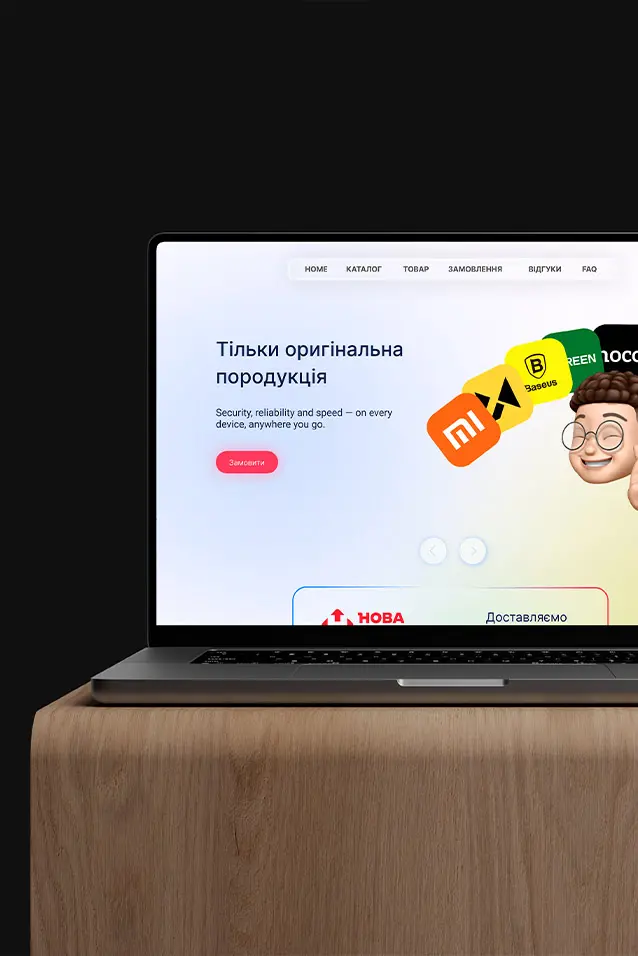 HOME КАТАЛОГ ТОВАР ЗАМОВЛЕННЯ ВІДГУКИ FAQ
Тільки оригінальна
породукція
Security, reliability and speed — on every
device, anywhere you go.
Замовити
mi
Baseus
REEN
hoco
НОВА
Доставляємо